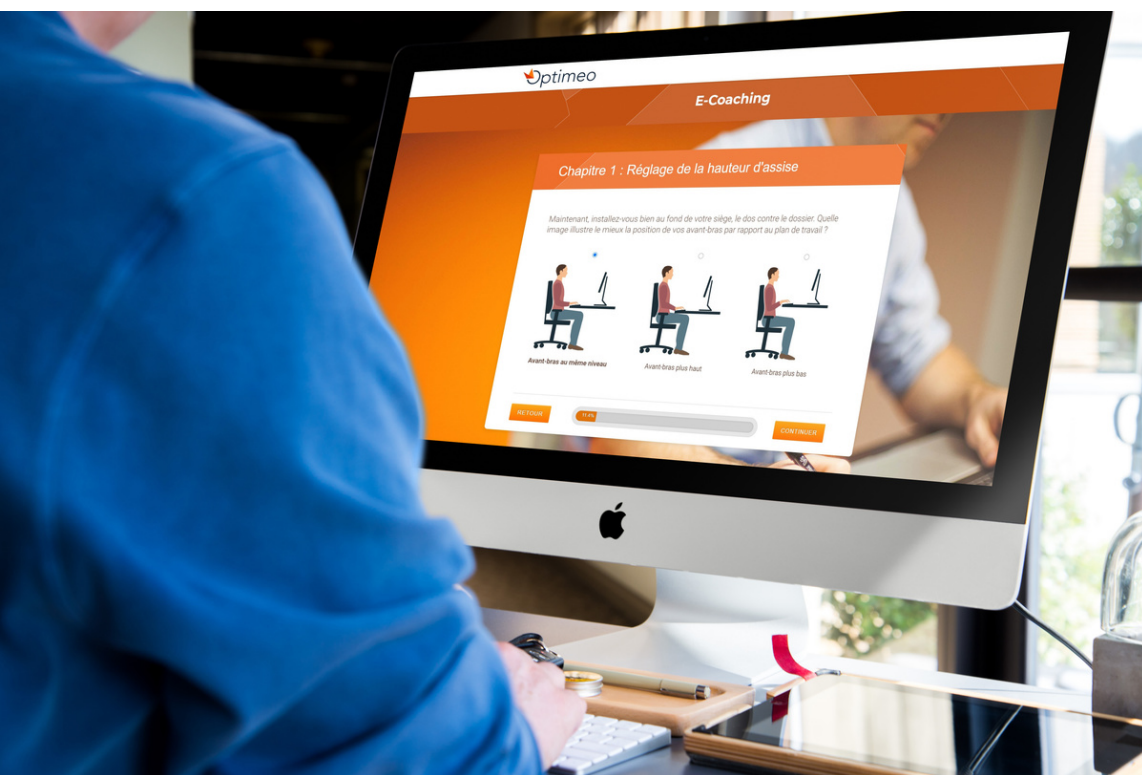 Optimeo
E-Coaching
Chapitre 1 : Réglage de la hauteur d'assise
Maintenant, installez-vous bien au fond de votre siège, le dos contre le dossier. Quelle
image illustre le mieux la position de vos avant-bras par rapport au plan de travail ?
Avant-bras au même niveau
Avant-bras plus haut
Avant-bras plus bas
RETOUR
CONTINUER